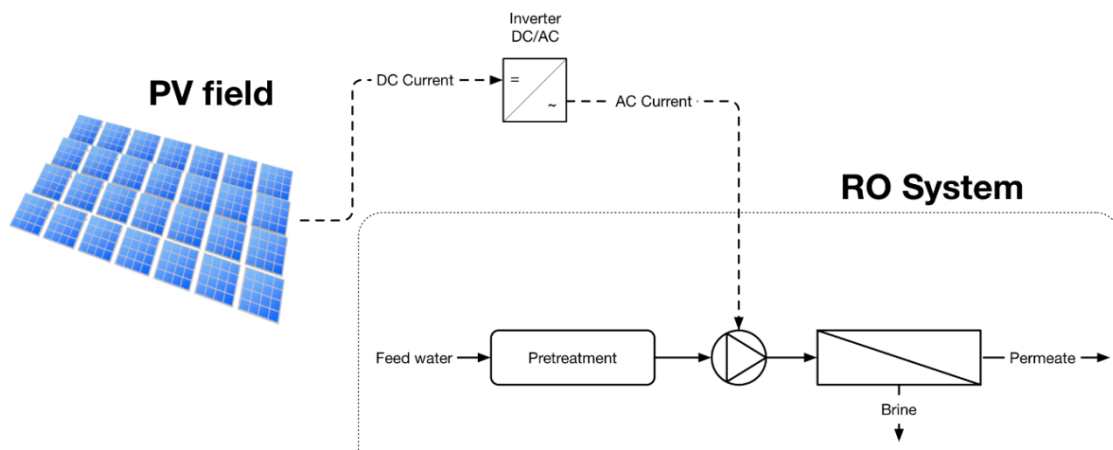 Inverter
DC/AC
PV field
DC Current
=
~
AC Current
RO System
Feed water
Pretreatment
Permeate
Brine